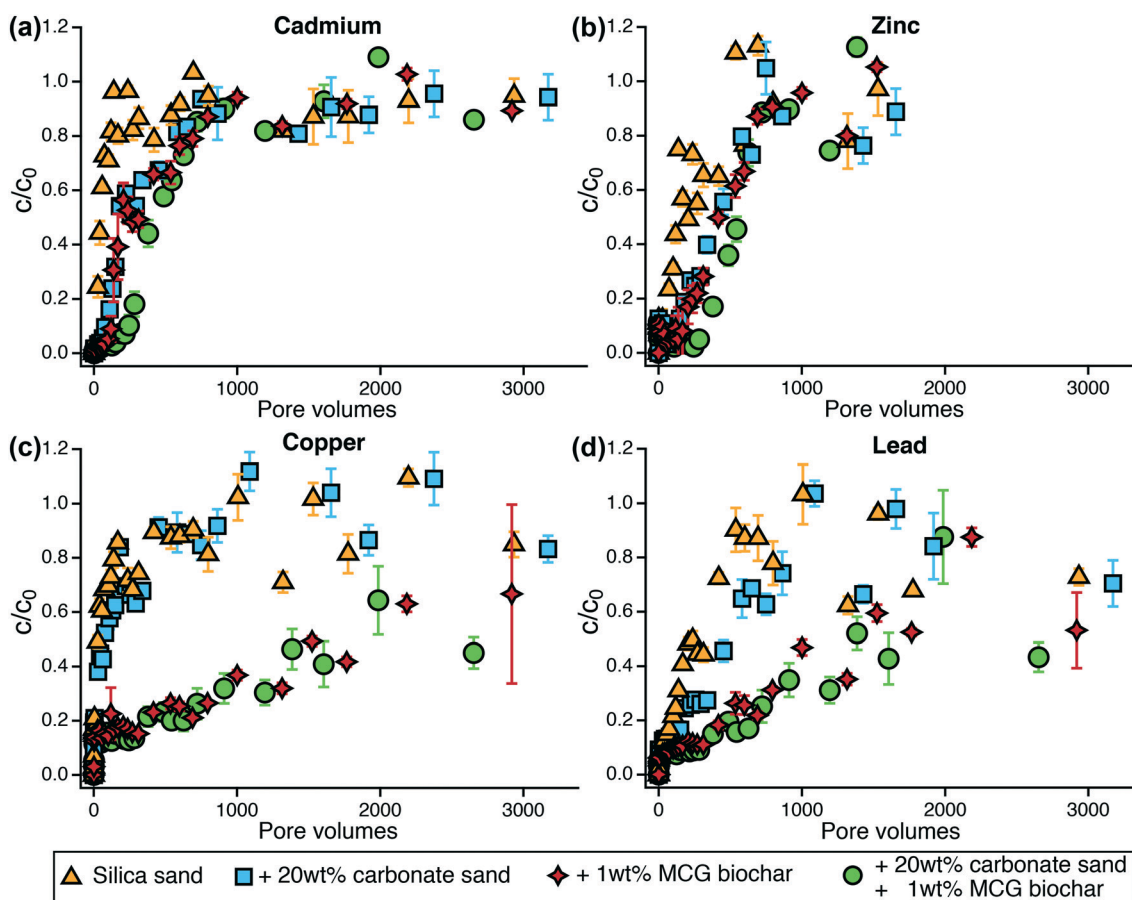 (a)
Cadmium
c/c0
1.2
1.0
0.8
0.6
0.4
0.2
0.0
0 1000 2000 3000
Pore volumes
(b)
Zinc
1.2
1.0
0.8
0.6
0.4
0.2
0.0
0 1000 2000 3000
Pore volumes
(c)
Copper
c/c0
1.2
1.0
0.8
0.6
0.4
0.2
0.0
0 1000 2000 3000
Pore volumes
(d)
Lead
1.2
1.0
0.8
0.6
0.4
0.2
0.0
0 1000 2000 3000
Pore volumes
Silica sand
+ 20wt% carbonate sand
+ 1wt% MCG biochar
+ 20wt% carbonate sand
+ 1wt% MCG biochar